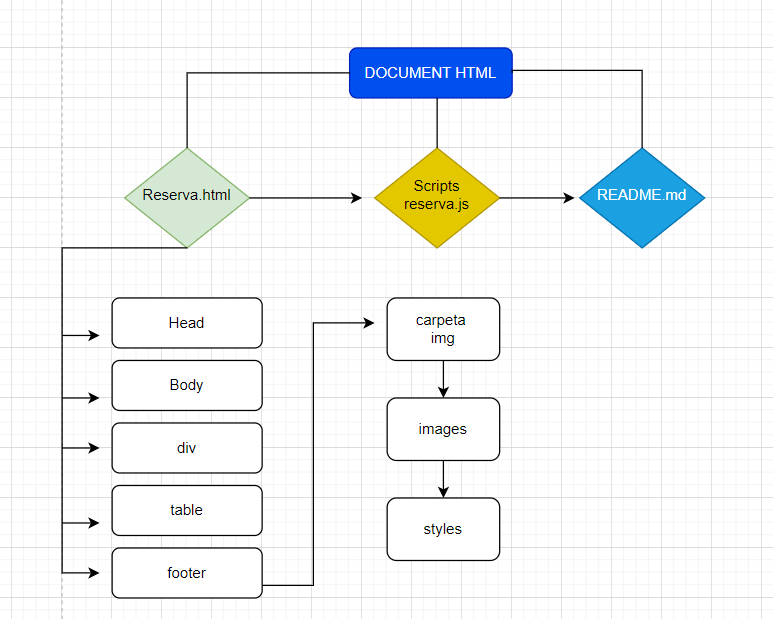 DOCUMENT HTML
Reserva.html
Scripts
reserva.js
README.md
Head
Body
div
table
footer
carpeta
img
images
styles